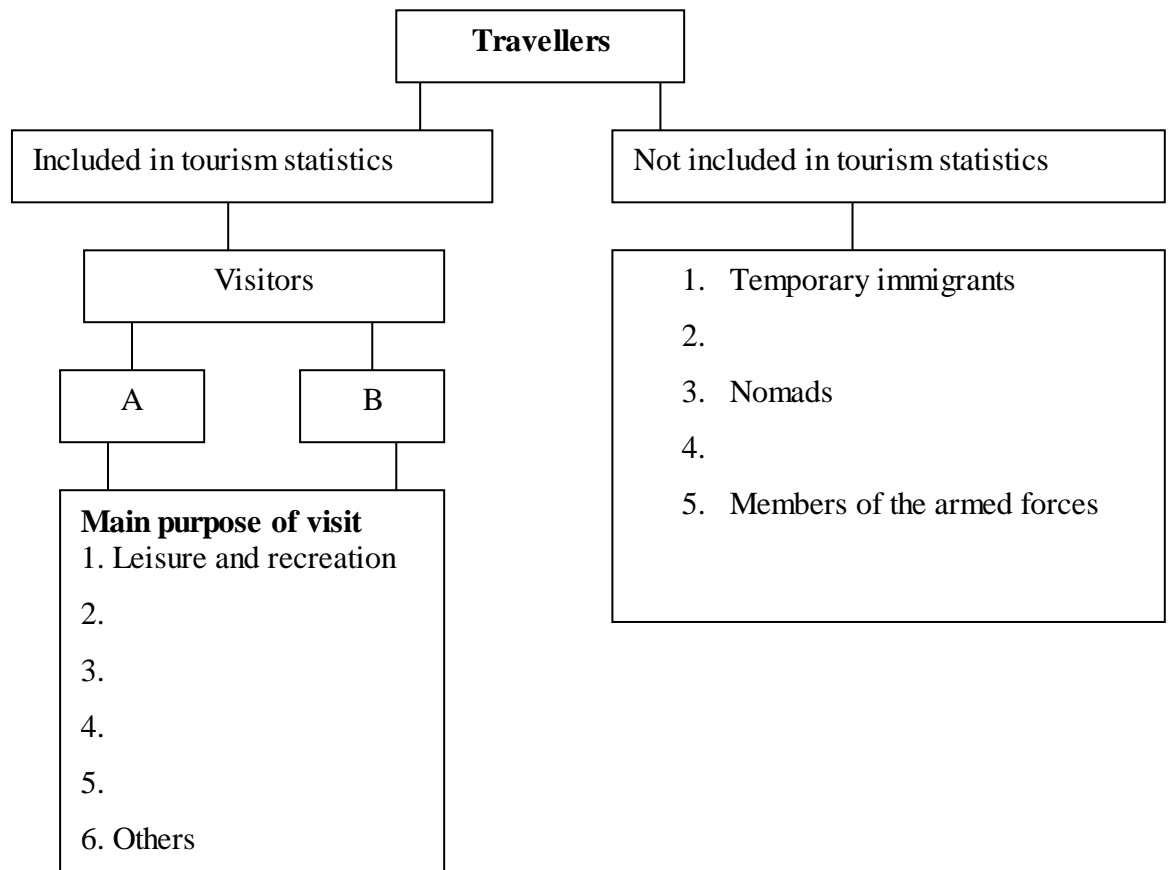 Travellers
Included in tourism statistics
Not included in tourism statistics
Visitors
A
B
Main purpose of visit
1. Leisure and recreation
2.
3.
4.
5.
6. Others
1. Temporary immigrants
2.
3. Nomads
4.
5. Members of the armed forces